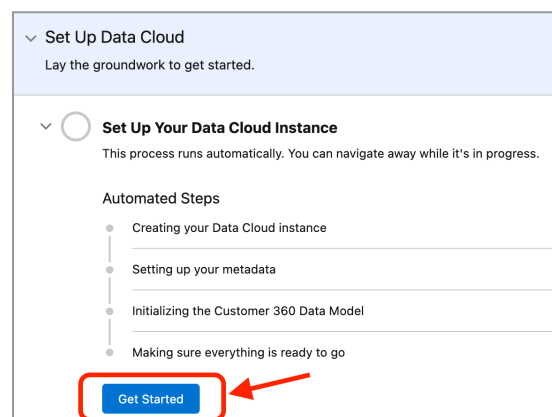 Set Up Data Cloud
Lay the groundwork to get started.
Set Up Your Data Cloud Instance
This process runs automatically. You can navigate away while it's in progress.
Automated Steps
Creating your Data Cloud instance
Setting up your metadata
Initializing the Customer 360 Data Model
Making sure everything is ready to go
Get Started